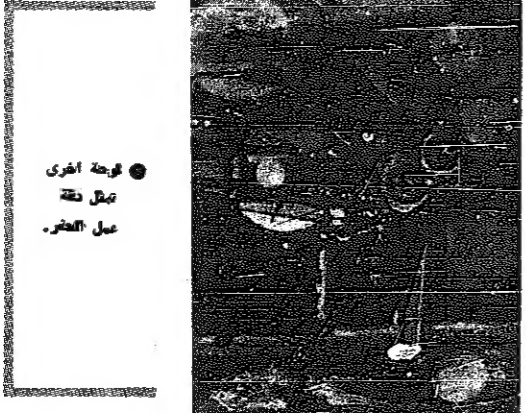 ● لوحة أخرى
تمثل دقة
عمل الحفر .